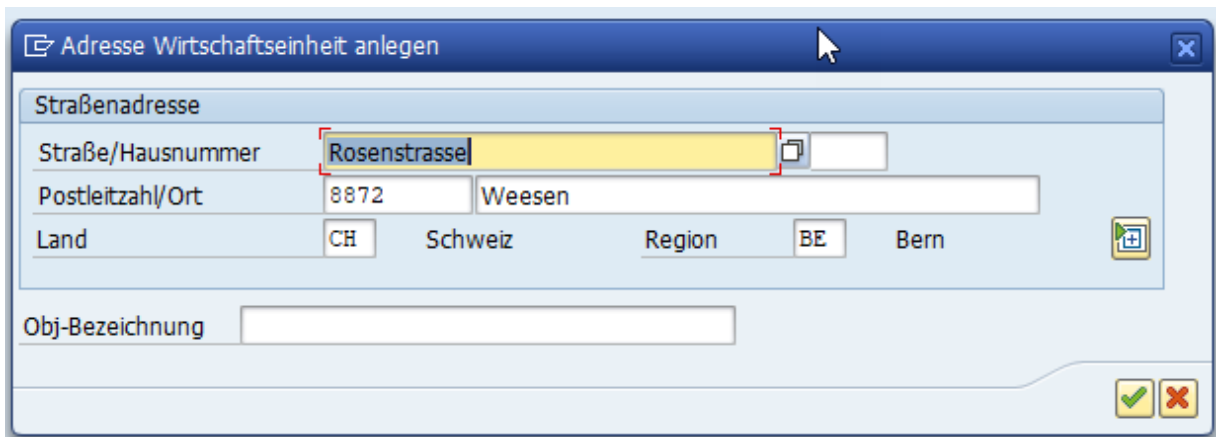 Adresse Wirtschaftseinheit anlegen
Straßenadresse
Straße/Hausnummer Rosenstrasse
Postleitzahl/Ort 8872 Weesen
Land CH Schweiz Region BE Bern
Obj-Bezeichnung